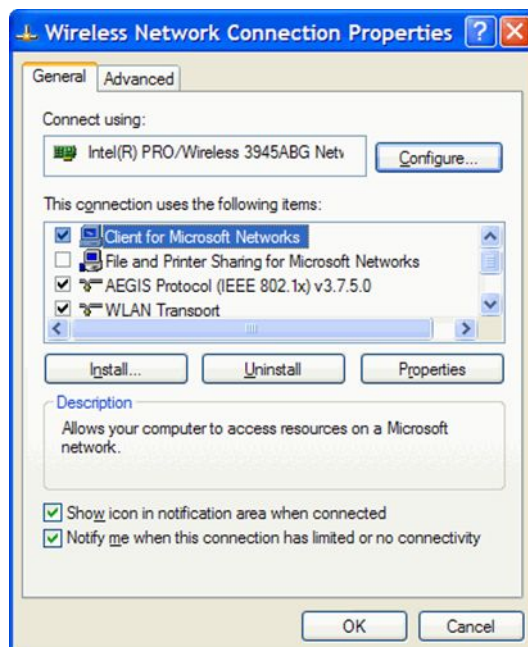 Wireless Network Connection Properties
General Advanced
Connect using:
Intel(R) PRO/Wireless 3945ABG Netw
Configure...
This connection uses the following items:
Client for Microsoft Networks
File and Printer Sharing for Microsoft Networks
AEGIS Protocol (IEEE 802.1x) v3.7.5.0
WLAN Transport
Install... Uninstall Properties
Description
Allows your computer to access resources on a Microsoft
network.
Show icon in notification area when connected
Notify me when this connection has limited or no connectivity
OK Cancel